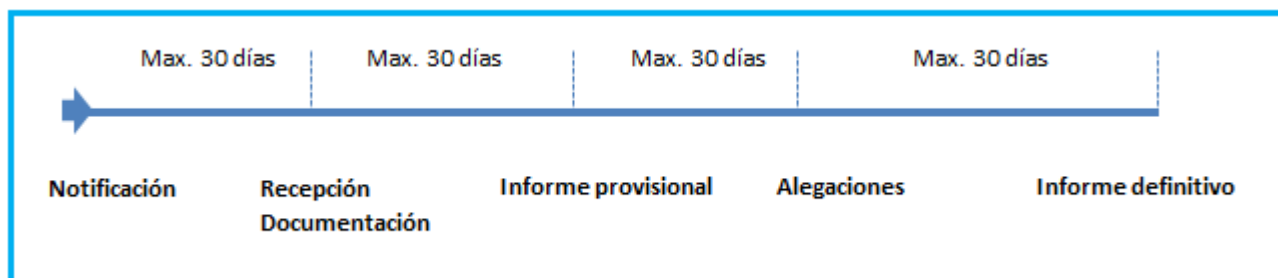 Max. 30 días Max. 30 días Max. 30 días Max. 30 días
Notificación Recepción Informe provisional Alegaciones Informe definitivo
Documentación